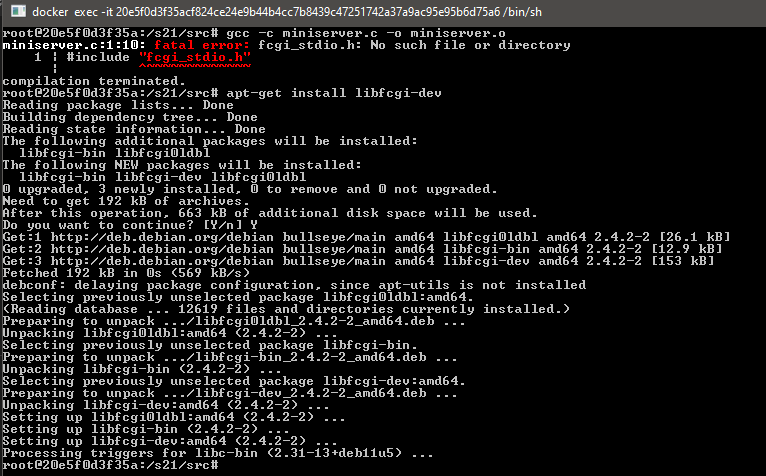 docker exec -it 20e5f0d3f35acf824ce24e9b44b4cc7b8439c47251742a37a9ac95e95b6d75a6 /bin/sh
root@20e5f0d3f35a:/s21/src# gcc -c miniserver.c -o miniserver.o
miniserver.c:1:10: fatal error: fcgi_stdio.h: No such file or directory
1 | #include "fcgi_stdio.h"
| ^~~~~~~~~~~~~~
compilation terminated.
root@20e5f0d3f35a:/s21/src# apt-get install libfcgi-dev
Reading package lists... Done
Building dependency tree... Done
Reading state information... Done
The following additional packages will be installed:
libfcgi-bin libfcgi0ldbl
The following NEW packages will be installed:
libfcgi-bin libfcgi-dev libfcgi0ldbl
0 upgraded, 3 newly installed, 0 to remove and 0 not upgraded.
Need to get 192 kB of archives.
After this operation, 663 kB of additional disk space will be used.
Do you want to continue? [Y/n] Y
Get:1 http://deb.debian.org/debian bullseye/main amd64 libfcgi0ldbl amd64 2.4.2-2 [26.1 kB]
Get:2 http://deb.debian.org/debian bullseye/main amd64 libfcgi-bin amd64 2.4.2-2 [12.9 kB]
Get:3 http://deb.debian.org/debian bullseye/main amd64 libfcgi-dev amd64 2.4.2-2 [153 kB]
Fetched 192 kB in 0s (569 kB/s)
debconf: delaying package configuration, since apt-utils is not installed
Selecting previously unselected package libfcgi0ldbl:amd64.
(Reading database ... 12619 files and directories currently installed.)
Preparing to unpack .../libfcgi0ldbl_2.4.2-2_amd64.deb ...
Unpacking libfcgi0ldbl:amd64 (2.4.2-2) ...
Selecting previously unselected package libfcgi-bin.
Preparing to unpack .../libfcgi-bin_2.4.2-2_amd64.deb ...
Unpacking libfcgi-bin (2.4.2-2) ...
Selecting previously unselected package libfcgi-dev:amd64.
Preparing to unpack .../libfcgi-dev_2.4.2-2_amd64.deb ...
Unpacking libfcgi-dev:amd64 (2.4.2-2) ...
Setting up libfcgi0ldbl:amd64 (2.4.2-2) ...
Setting up libfcgi-bin (2.4.2-2) ...
Setting up libfcgi-dev:amd64 (2.4.2-2) ...
Processing triggers for libc-bin (2.31-13+deb11u5) ...
root@20e5f0d3f35a:/s21/src#